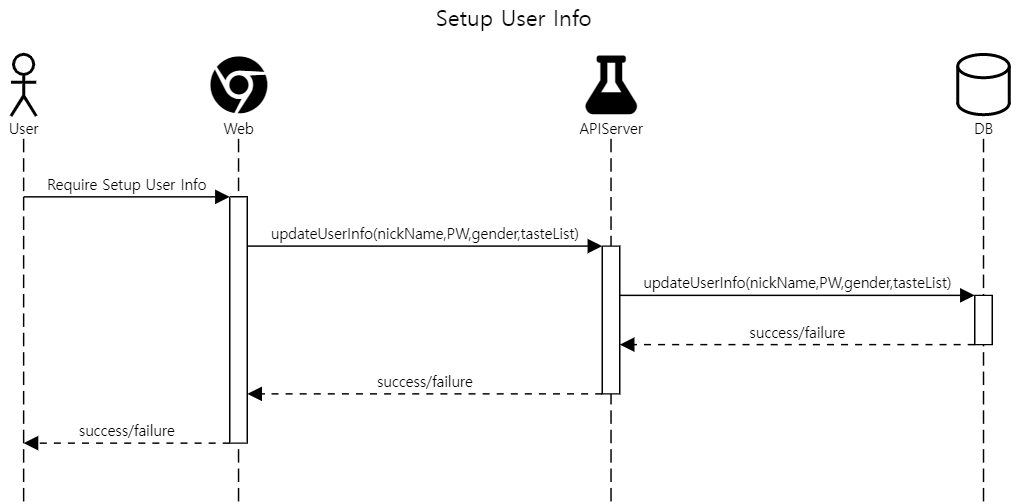 Setup User Info
User
Web
APIServer
DB
Require Setup User Info
updateUserInfo(nickName,PW,gender,tasteList)
updateUserInfo(nickName,PW,gender,tasteList)
success/failure
success/failure
success/failure